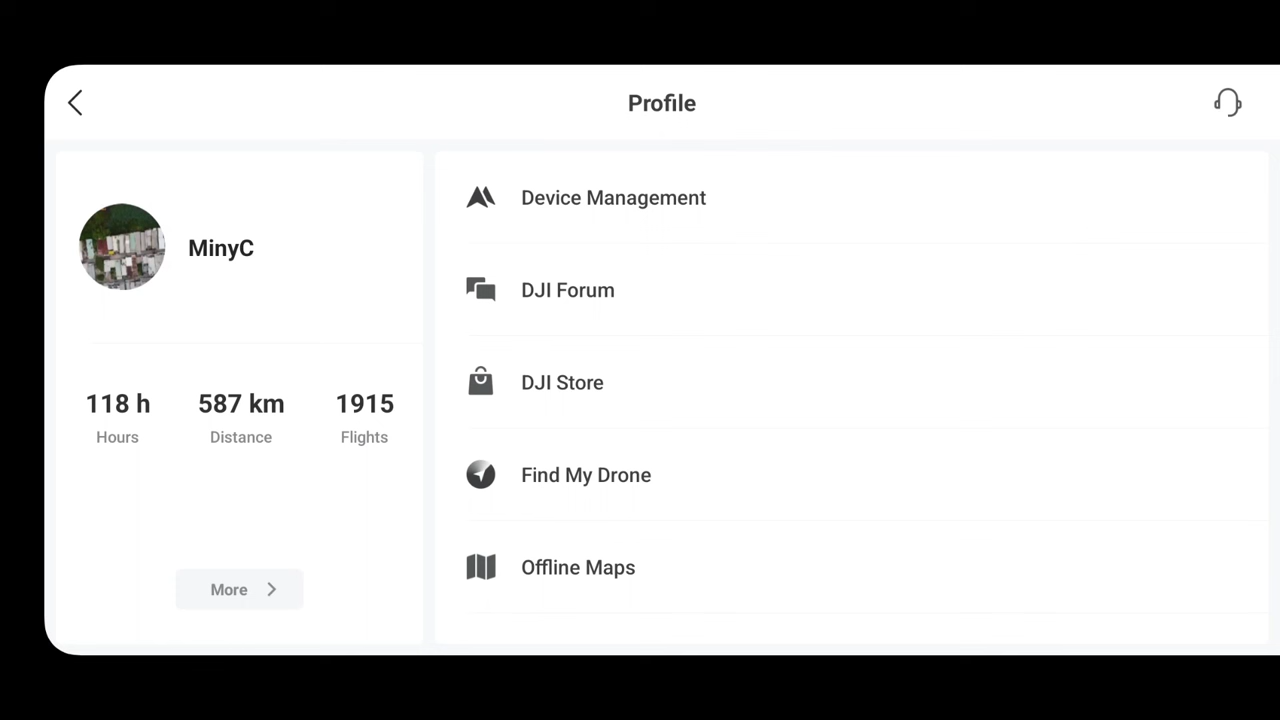 Profile
MinyC
118 h 587 km 1915
Hours Distance Flights
More
Device Management
DJI Forum
DJI Store
Find My Drone
Offline Maps